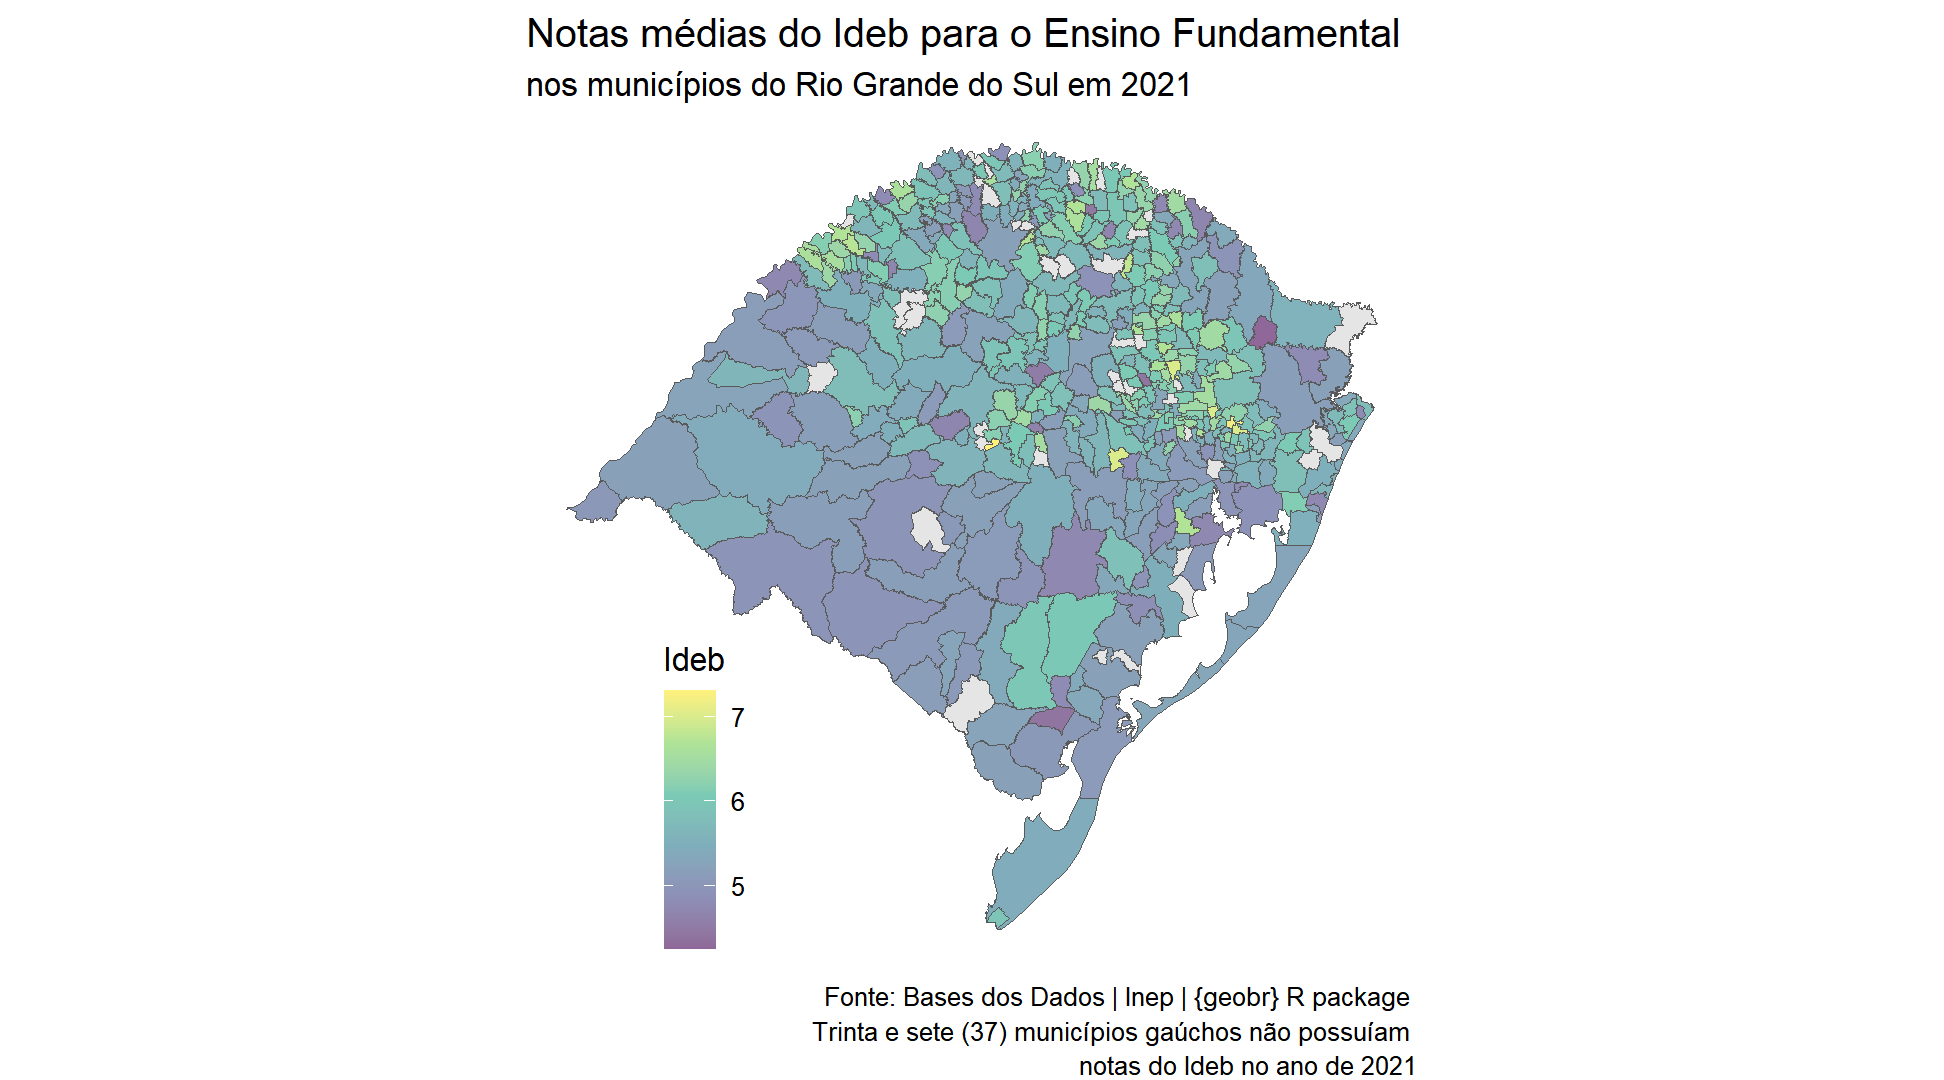 Notas médias do Ideb para o Ensino Fundamental
nos municípios do Rio Grande do Sul em 2021
Ideb
7
6
5
Fonte: Bases dos Dados | Inep | {geobr} R package
Trinta e sete (37) municípios gaúchos não possuíam
notas do Ideb no ano de 2021